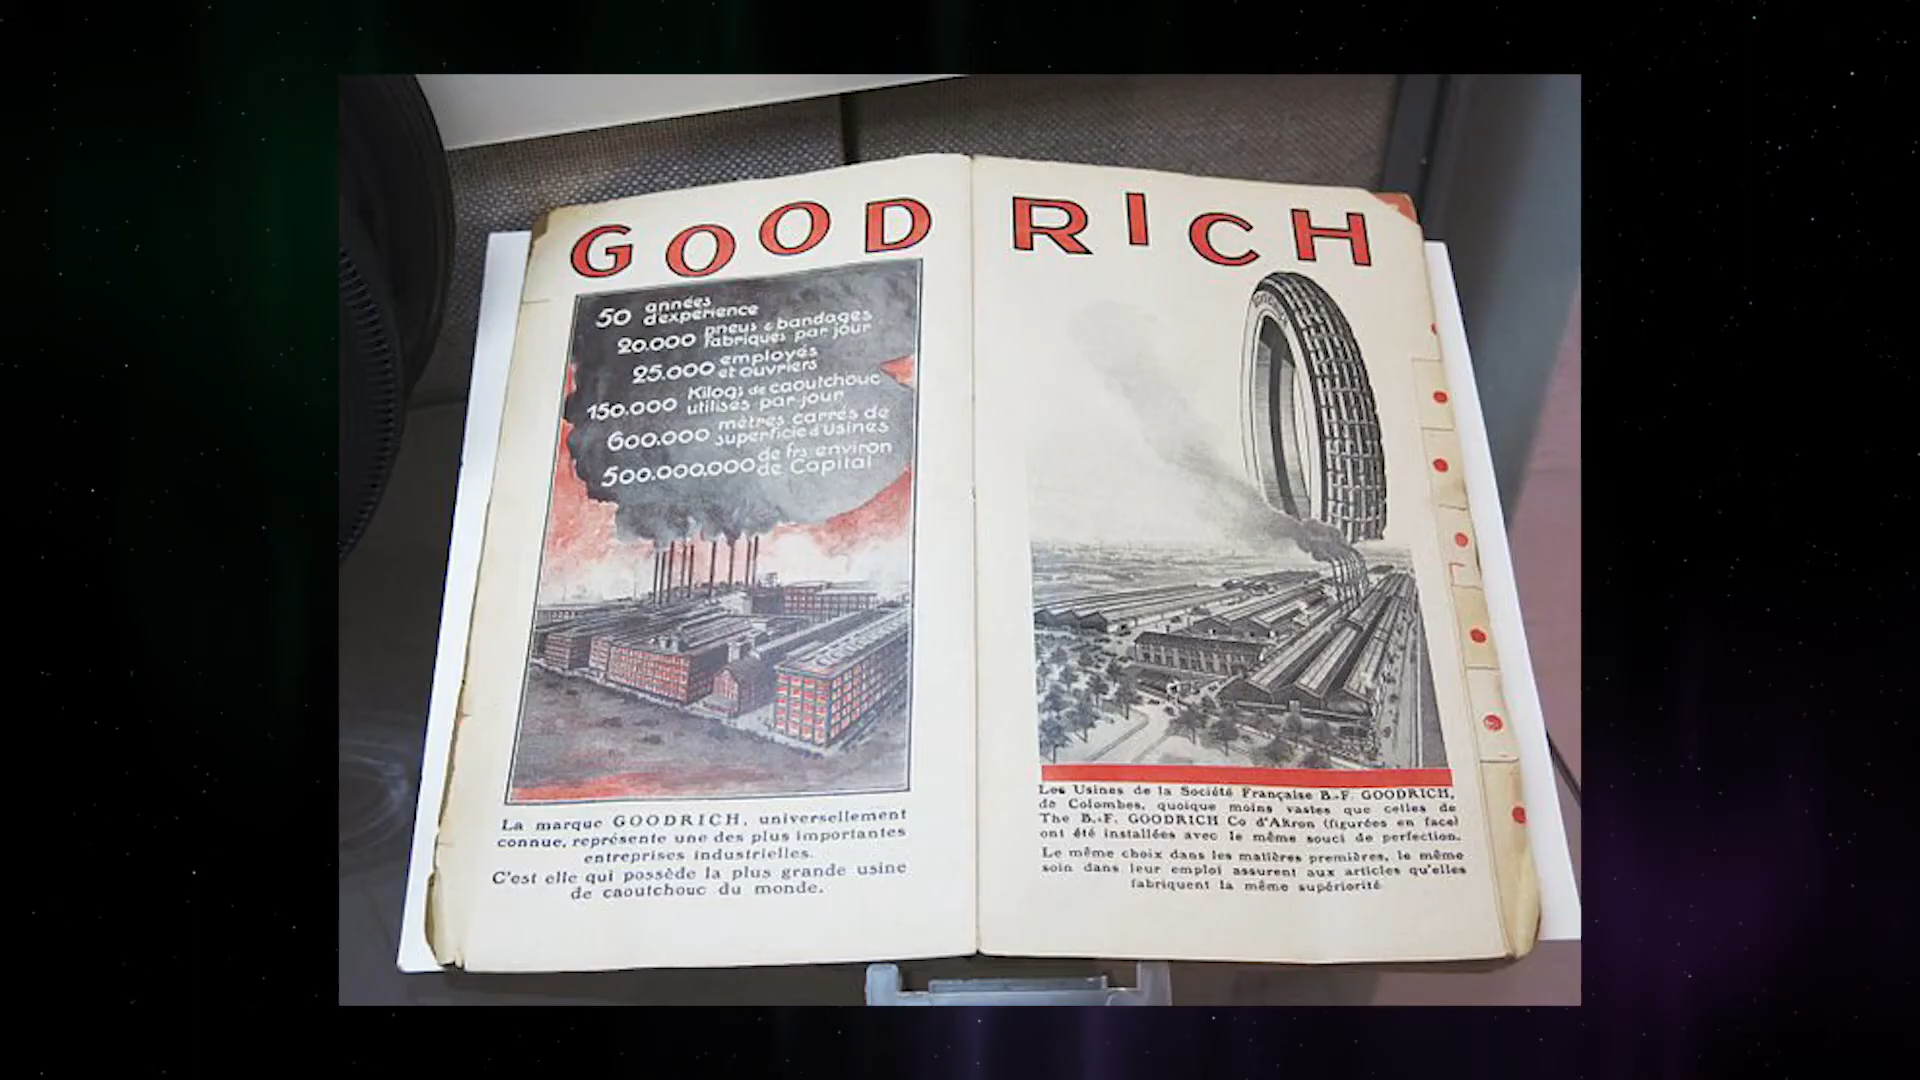 GOODRICH
50 années d'expérience
20.000 pneus & bandages fabriqués par jour
25.000 employés et ouvriers
150.000 Kilogs de caoutchouc utilisés par jour
600.000 mètres carrés de superficie d'Usines
500.000.000 de frs environ de Capital
La marque GOODRICH, universellement
connue, représente une des plus importantes
entreprises industrielles.
C'est elle qui possède la plus grande usine
de caoutchouc du monde.
Les Usines de la Société Française B.-F. GOODRICH,
de Colombes, quoique moins vastes que celles de
The B.-F. GOODRICH Co d'Akron (figurées en face)
ont été installées avec le même souci de perfection.
Le même choix dans les matières premières, le même
soin dans leur emploi assurent aux articles qu'elles
fabriquent la même supériorité